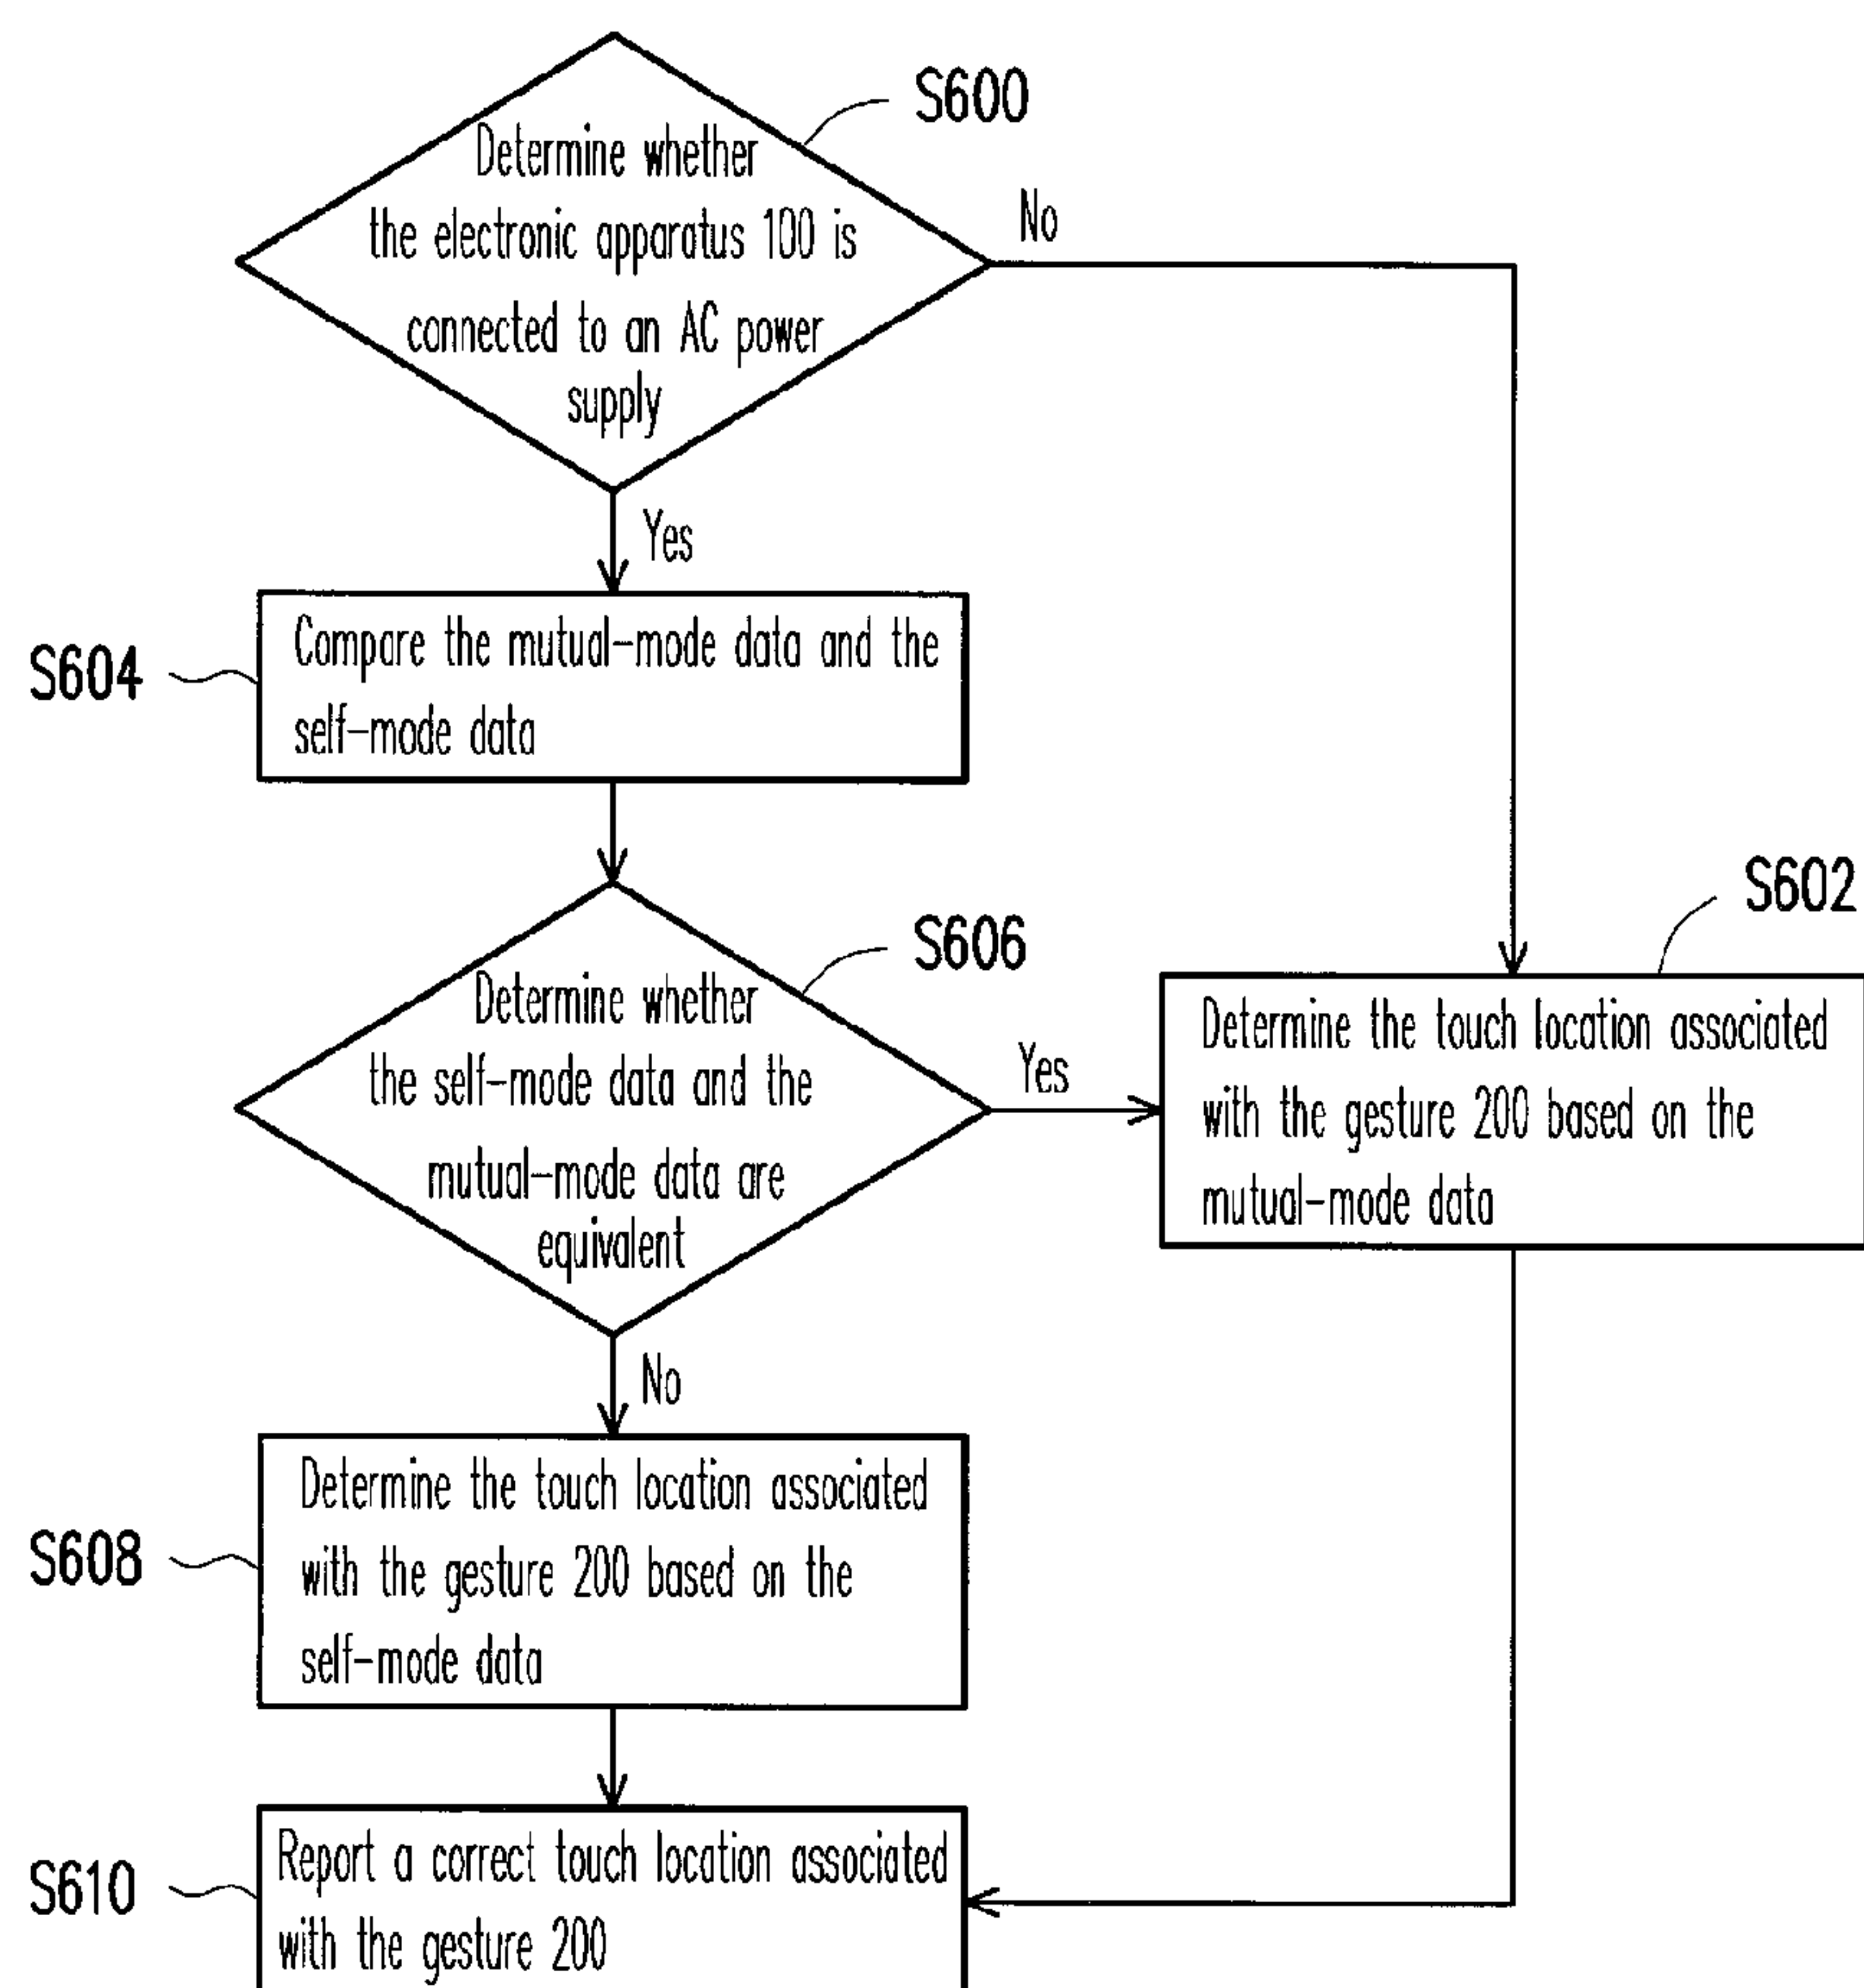 S600
Determine whether
the electronic apparatus 100 is
connected to an AC power
supply
No
Yes
S604
Compare the mutual-mode data and the
self-mode data
S606
Determine whether
the self-mode data and the
mutual-mode data are
equivalent
Yes
S602
Determine the touch location associated
with the gesture 200 based on the
mutual-mode data
No
S608
Determine the touch location associated
with the gesture 200 based on the
self-mode data
S610
Report a correct touch location associated
with the gesture 200